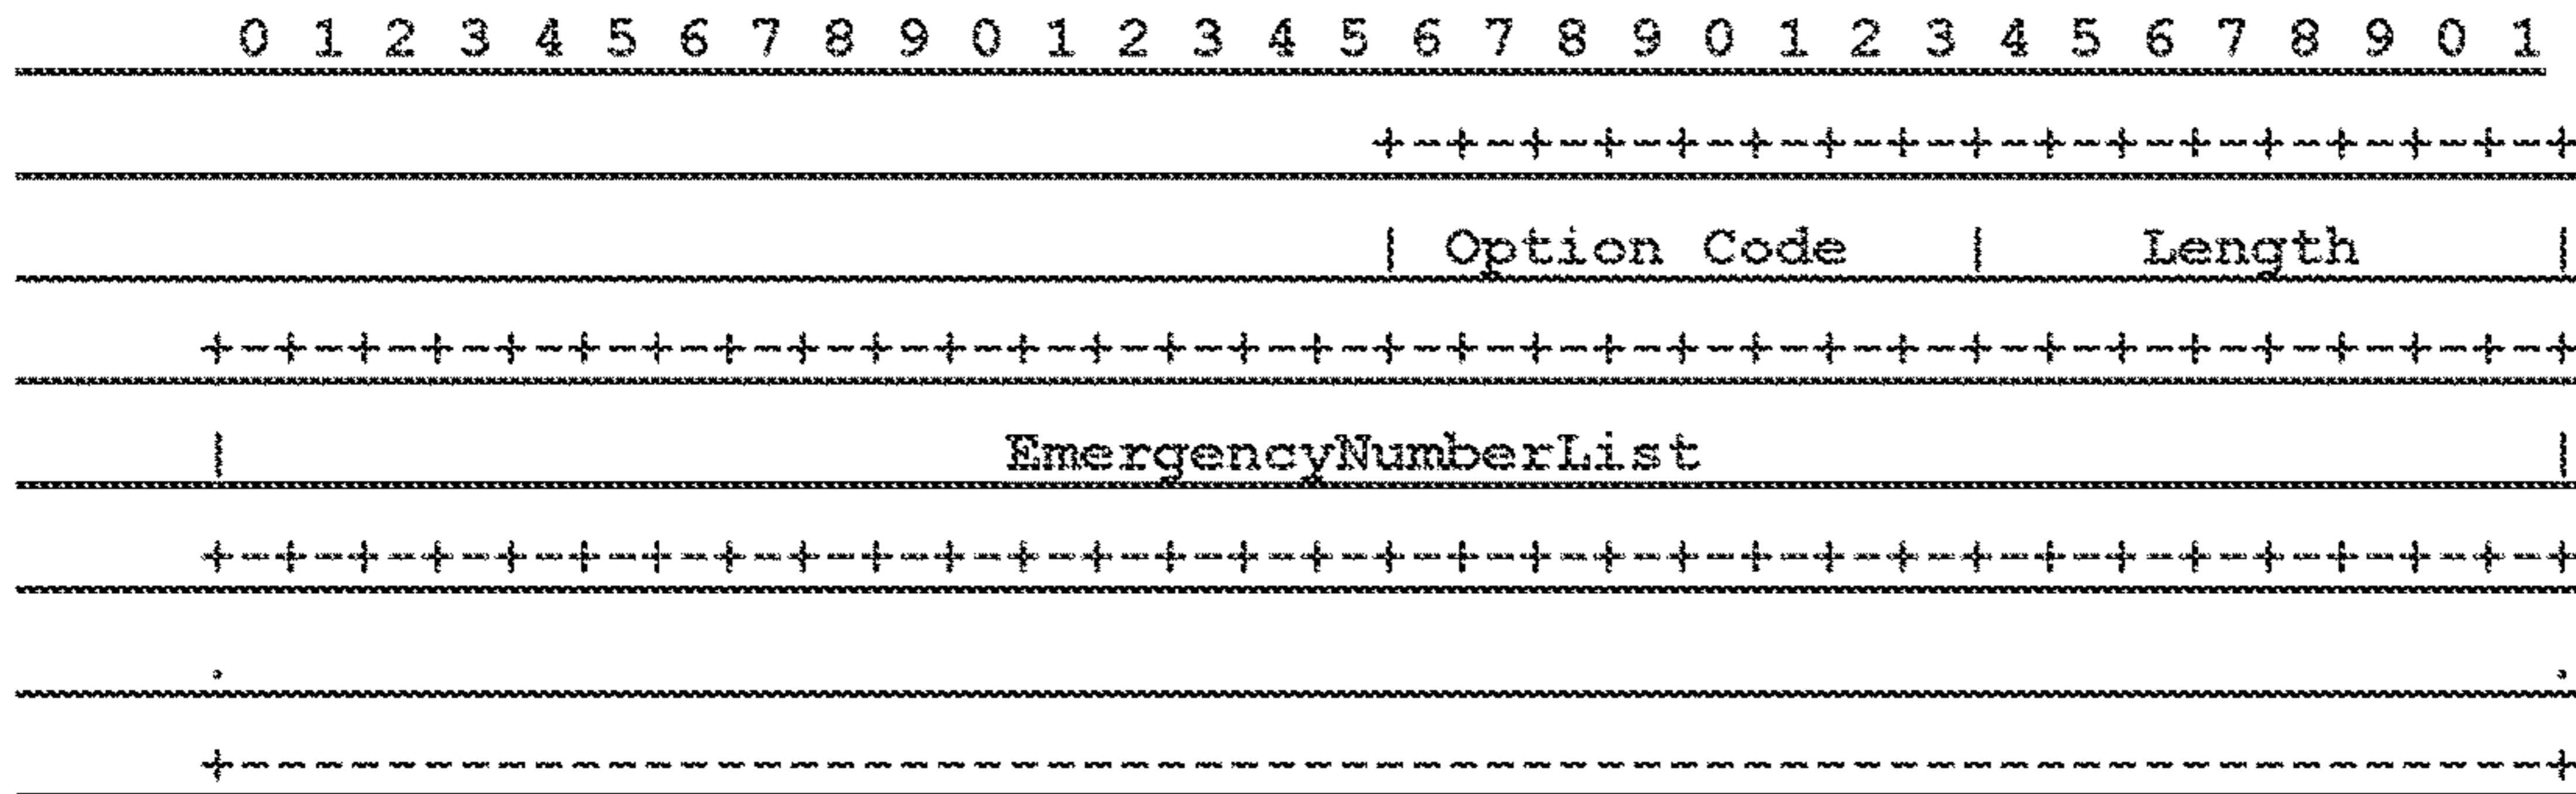 0 1 2 3 4 5 6 7 8 9 0 1 2 3 4 5 6 7 8 9 0 1 2 3 4 5 6 7 8 9 0 1
+-+-+-+-+-+-+-+-+-+-+-+-+-+-+-+-+
| Option Code | Length |
+-+-+-+-+-+-+-+-+-+-+-+-+-+-+-+-+-+-+-+-+-+-+-+-+-+-+-+-+-+-+-+-+
| EmergencyNumberList |
+-+-+-+-+-+-+-+-+-+-+-+-+-+-+-+-+-+-+-+-+-+-+-+-+-+-+-+-+-+-+-+-+
. .
+---------------------------------------------------------------+